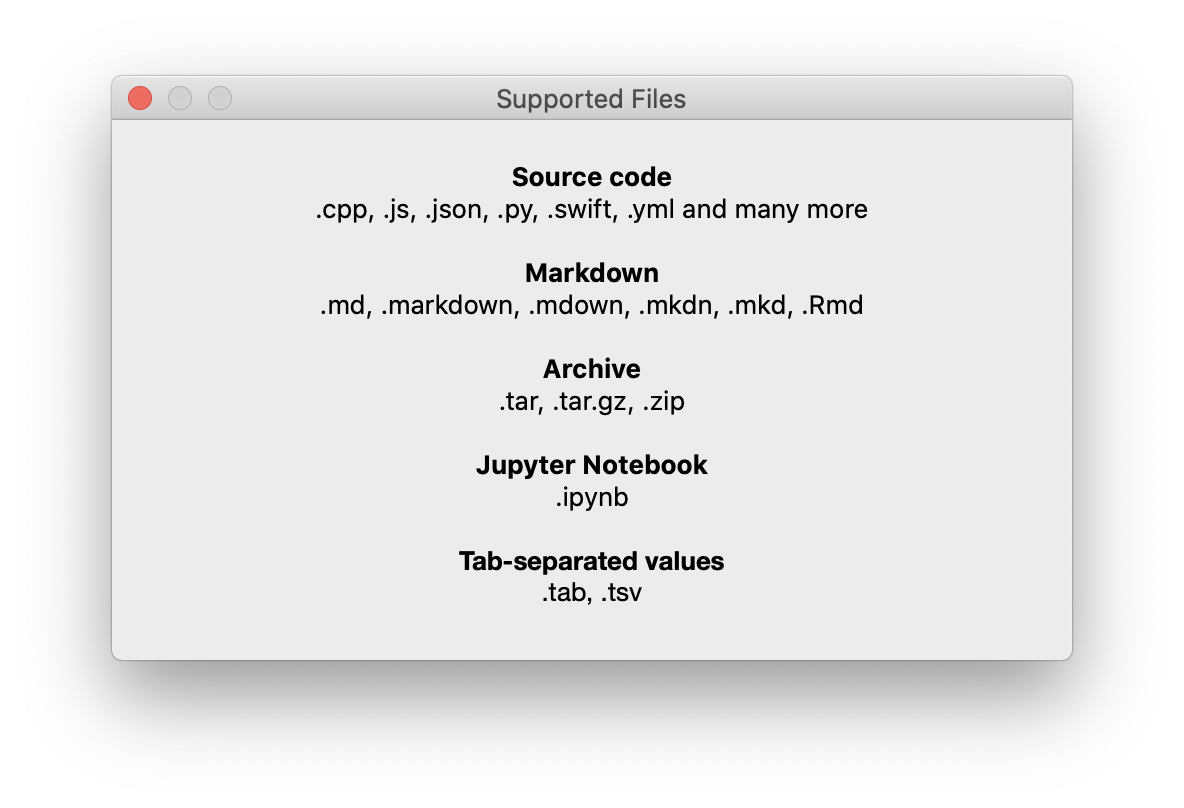 Supported Files
Source code
.cpp, .js, .json, .py, .swift, .yml and many more
Markdown
.md, .markdown, .mdown, .mkdn, .mkd, .Rmd
Archive
.tar, .tar.gz, .zip
Jupyter Notebook
.ipynb
Tab-separated values
.tab, .tsv